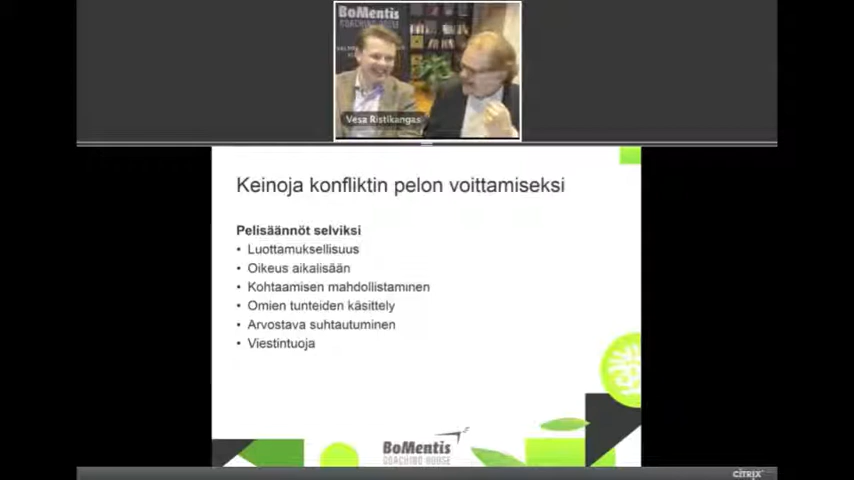 BoMentis
COACHING HOUSE
Vesa Ristikangas
Keinoja konfliktin pelon voittamiseksi
Pelisäännöt selviksi
• Luottamuksellisuus
• Oikeus aikalisään
• Kohtaamisen mahdollistaminen
• Omien tunteiden käsittely
• Arvostava suhtautuminen
• Viestintuoja
BoMentis
COACHING HOUSE
CITRIX